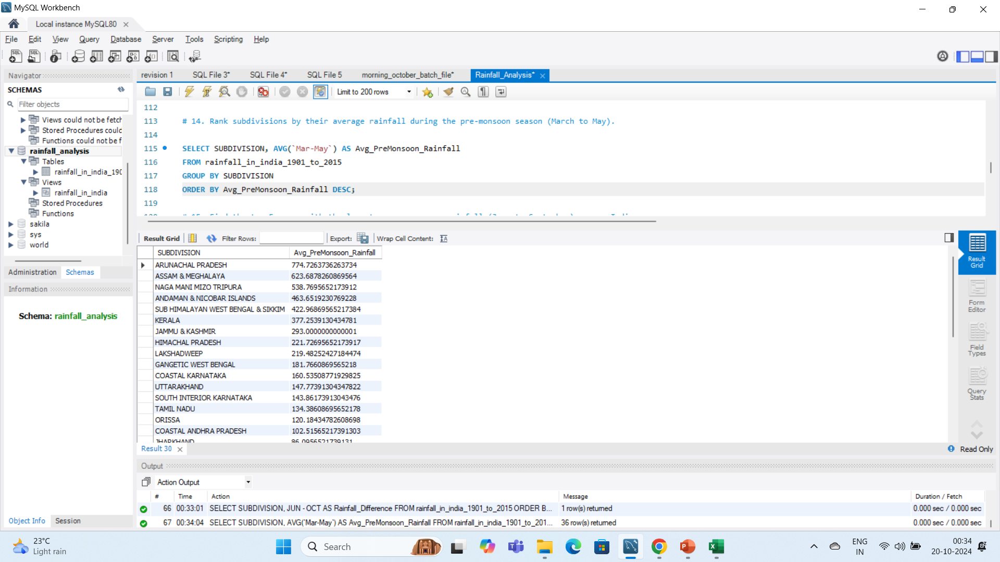 MySQL Workbench
Local instance MySQL80
File Edit View Query Database Server Tools Scripting Help
Navigator
SCHEMAS
Filter objects
Views could not be fetch
Stored Procedures could
Functions could not be f
rainfall_analysis
Tables
rainfall_in_india_190
Views
rainfall_in_india
Stored Procedures
Functions
sakila
sys
world
Administration Schemas
Information
Schema: rainfall_analysis
Object Info Session
revision 1 SQL File 3* SQL File 4* SQL File 5 morning_october_batch_file* Rainfall_Analysis*
Limit to 200 rows
112
113 # 14. Rank subdivisions by their average rainfall during the pre-monsoon season (March to May).
114
115 SELECT SUBDIVISION, AVG(`Mar-May`) AS Avg_PreMonsoon_Rainfall
116 FROM rainfall_in_india_1901_to_2015
117 GROUP BY SUBDIVISION
118 ORDER BY Avg_PreMonsoon_Rainfall DESC;
119
Result Grid Filter Rows: Export: Wrap Cell Content:
SUBDIVISION Avg_PreMonsoon_Rainfall
ARUNACHAL PRADESH 774.7263736263734
ASSAM & MEGHALAYA 623.6878260869564
NAGA MANI MIZO TRIPURA 538.7695652173912
ANDAMAN & NICOBAR ISLANDS 463.6519230769228
SUB HIMALAYAN WEST BENGAL & SIKKIM 422.96869565217384
KERALA 377.2539130434781
JAMMU & KASHMIR 293.0000000000001
HIMACHAL PRADESH 221.72695652173917
LAKSHADWEEP 219.48252427184474
GANGETIC WEST BENGAL 181.7660869565218
COASTAL KARNATAKA 160.53508771929825
UTTARAKHAND 147.77391304347822
SOUTH INTERIOR KARNATAKA 143.86173913043476
TAMIL NADU 134.38608695652178
ORISSA 120.18434782608698
COASTAL ANDHRA PRADESH 102.51565217391303
JHARKHAND 86.0956521739131
Result Grid
Form Editor
Field Types
Query Stats
Result 30
Read Only
Output
Action Output
# Time Action Message Duration / Fetch
66 00:33:01 SELECT SUBDIVISION, JUN - OCT AS Rainfall_Difference FROM rainfall_in_india_1901_to_2015 ORDER B... 1 row(s) returned 0.000 sec / 0.000 sec
67 00:34:04 SELECT SUBDIVISION, AVG(`Mar-May`) AS Avg_PreMonsoon_Rainfall FROM rainfall_in_india_1901_to_201... 36 row(s) returned 0.000 sec / 0.000 sec
23°C
Light rain
Search
ENG
IN
00:34
20-10-2024